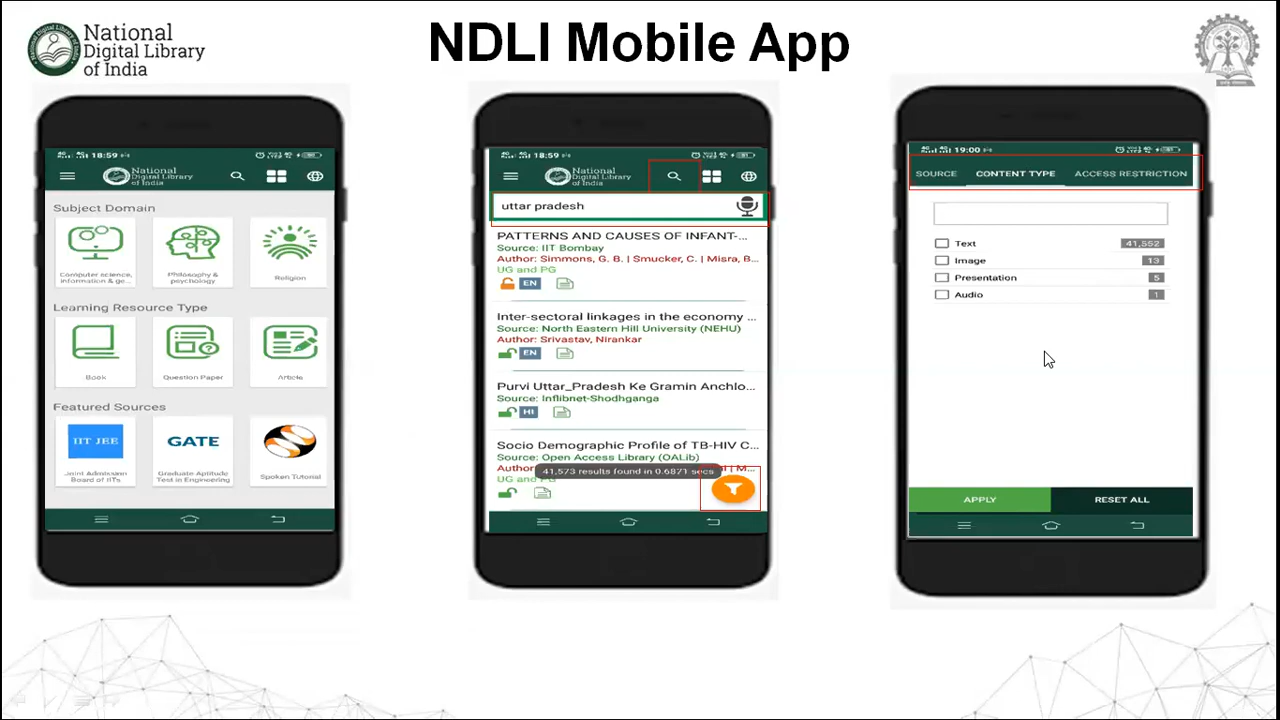 National
Digital Library
of India
NDLI Mobile App
18:59
National
Digital Library
of India
Subject Domain
Computer science,
information & ge...
Philosophy &
psychology
Religion
Learning Resource Type
Book
Question Paper
Article
Featured Sources
IIT JEE
Joint Admission
Board of IITs
GATE
Graduate Aptitude
Test in Engineering
Spoken Tutorial
18:59
National
Digital Library
of India
uttar pradesh
PATTERNS AND CAUSES OF INFANT-...
Source: IIT Bombay
Author: Simmons, G. B. | Smucker, C. | Misra, B...
UG and PG
EN
Inter-sectoral linkages in the economy ...
Source: North Eastern Hill University (NEHU)
Author: Srivastav, Nirankar
EN
Purvi Uttar_Pradesh Ke Gramin Anchlo...
Source: Inflibnet-Shodhganga
HI
Socio Demographic Profile of TB-HIV C...
Source: Open Access Library (OALib)
41,573 results found in 0.6871 secs
UG and PG
19:00
SOURCE CONTENT TYPE ACCESS RESTRICTION
Text 41,552
Image 13
Presentation 5
Audio 1
APPLY RESET ALL